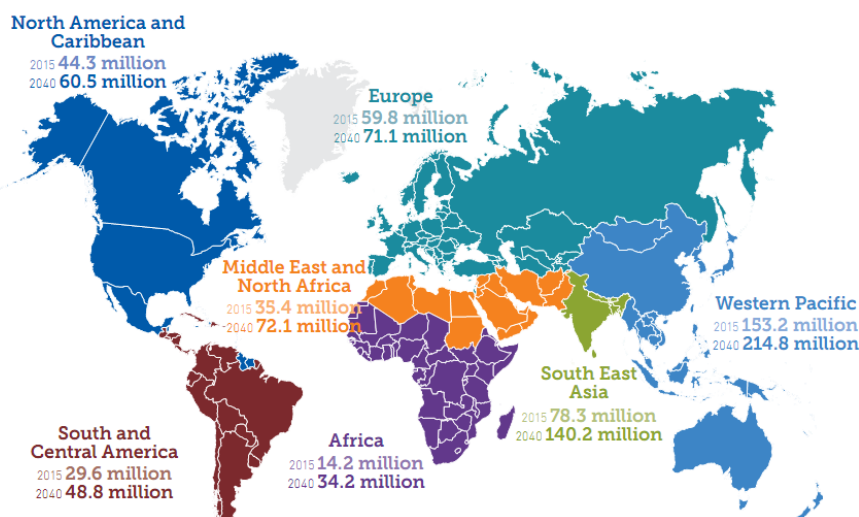 North America and
Caribbean
2015 44.3 million
2040 60.5 million
Europe
2015 59.8 million
2040 71.1 million
Middle East and
North Africa
2015 35.4 million
2040 72.1 million
Western Pacific
2015 153.2 million
2040 214.8 million
South East
Asia
2015 78.3 million
2040 140.2 million
South and
Central America
2015 29.6 million
2040 48.8 million
Africa
2015 14.2 million
2040 34.2 million